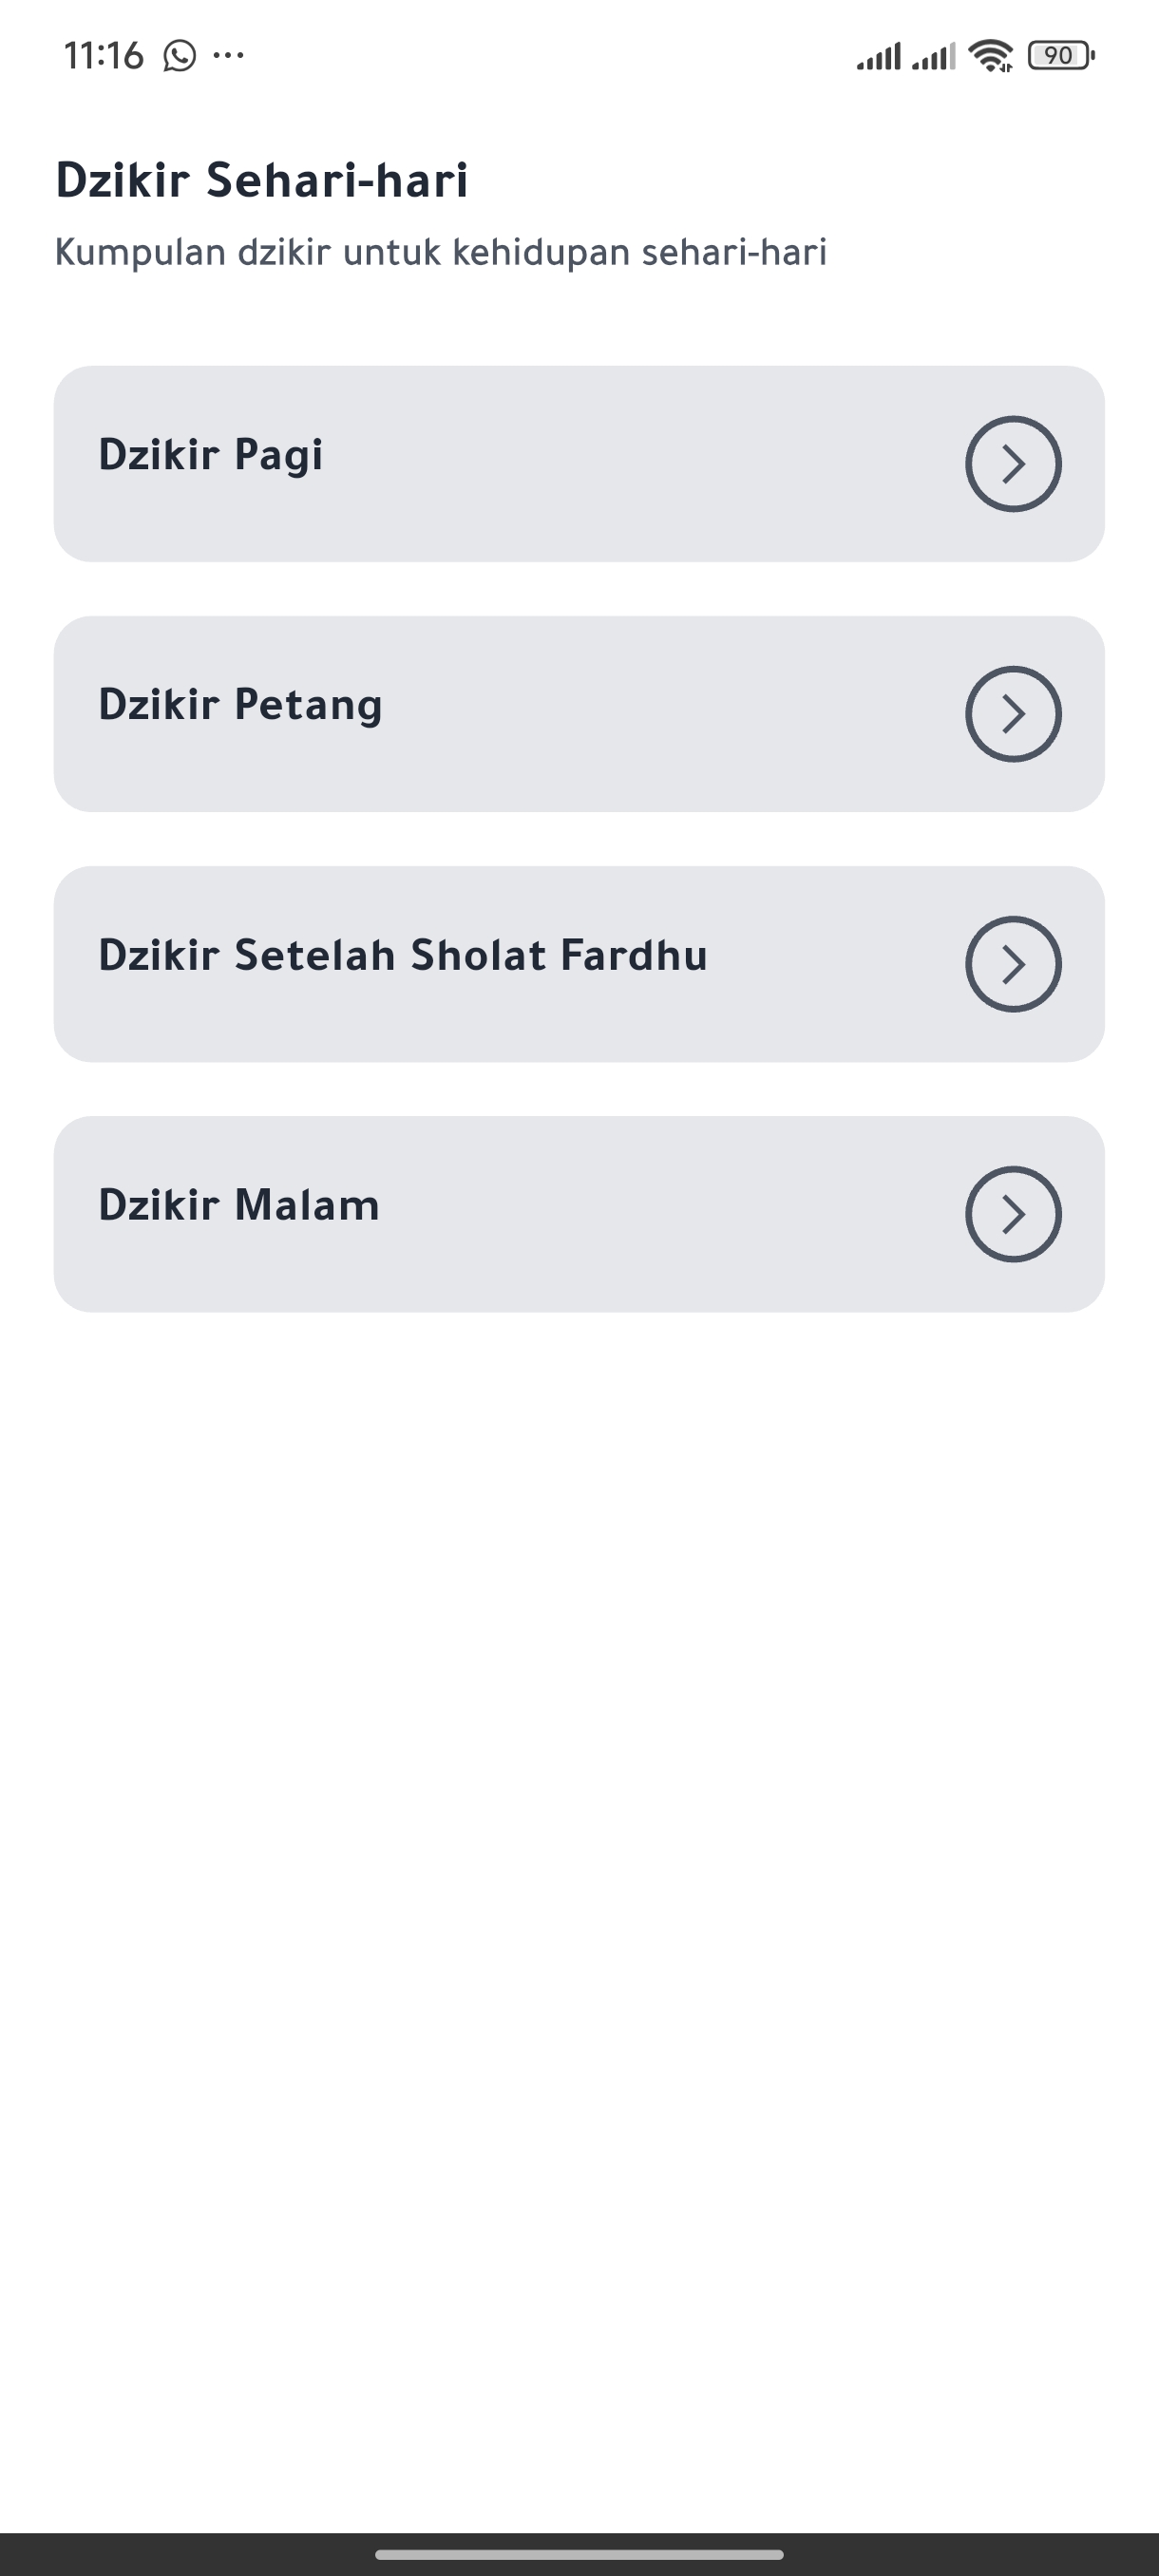 11:16
90
Dzikir Sehari-hari
Kumpulan dzikir untuk kehidupan sehari-hari
Dzikir Pagi
Dzikir Petang
Dzikir Setelah Sholat Fardhu
Dzikir Malam